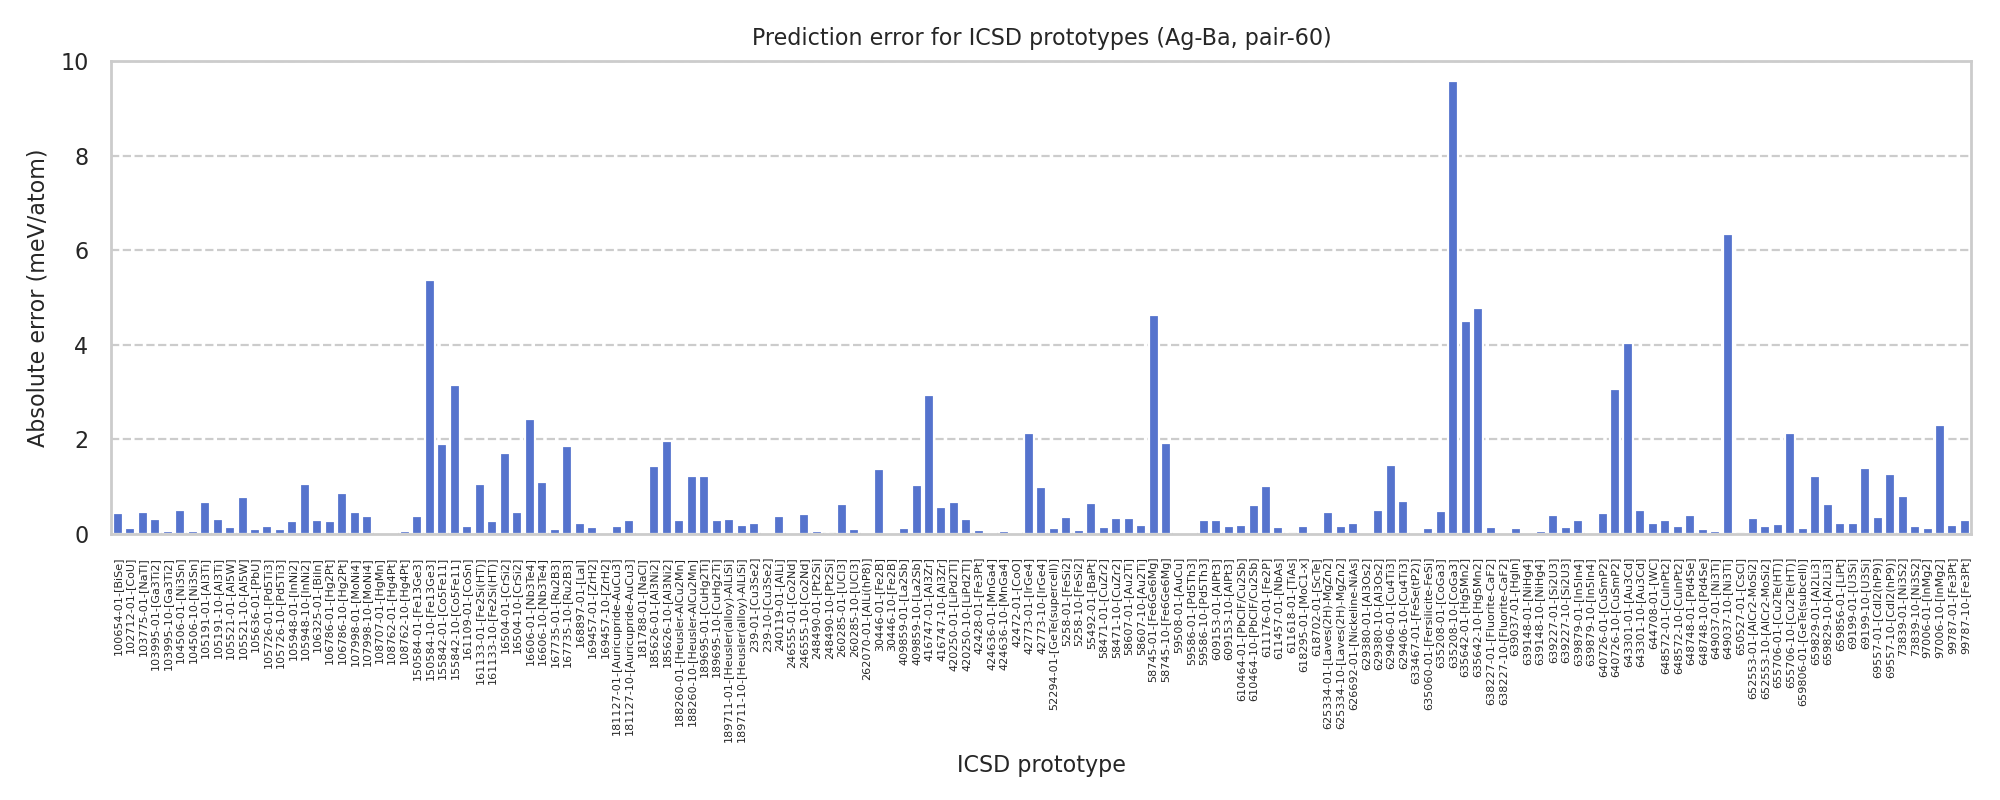 Prediction error for ICSD prototypes (Ag-Ba, pair-60)
Absolute error (meV/atom)
10
8
6
4
2
0
100654-01-[BiSe]
102712-01-[CoU]
103775-01-[NaTl]
103995-01-[Ga3Ti2]
103995-10-[Ga3Ti2]
104506-01-[Ni3Sn]
104506-10-[Ni3Sn]
105191-01-[Al3Ti]
105191-10-[Al3Ti]
105521-01-[Al5W]
105521-10-[Al5W]
105636-01-[PbU]
105726-01-[Pd5Ti3]
105726-10-[Pd5Ti3]
105948-01-[InNi2]
105948-10-[InNi2]
106325-01-[BiIn]
106786-01-[Hg2Pt]
106786-10-[Hg2Pt]
107998-01-[MoNi4]
107998-10-[MoNi4]
108707-01-[HgMn]
108762-01-[Hg4Pt]
108762-10-[Hg4Pt]
150584-01-[Fe13Ge3]
150584-10-[Fe13Ge3]
155842-01-[Co5Fe11]
155842-10-[Co5Fe11]
161109-01-[CoSn]
161133-01-[Fe2Si(HT)]
161133-10-[Fe2Si(HT)]
16504-01-[CrSi2]
16504-10-[CrSi2]
16606-01-[Nb3Te4]
16606-10-[Nb3Te4]
167735-01-[Ru2B3]
167735-10-[Ru2B3]
168897-01-[LaI]
169457-01-[ZrH2]
169457-10-[ZrH2]
181127-01-[Auricupride-AuCu3]
181127-10-[Auricupride-AuCu3]
181788-01-[NaCl]
185626-01-[Al3Ni2]
185626-10-[Al3Ni2]
188260-01-[Heusler-AlCu2Mn]
188260-10-[Heusler-AlCu2Mn]
189695-01-[CuHg2Ti]
189695-10-[CuHg2Ti]
189711-01-[Heusler(alloy)-AlLiSi]
189711-10-[Heusler(alloy)-AlLiSi]
239-01-[Cu3Se2]
239-10-[Cu3Se2]
240119-01-[AlLi]
246555-01-[Co2Nd]
246555-10-[Co2Nd]
248490-01-[Pt2Si]
248490-10-[Pt2Si]
260285-01-[UCl3]
260285-10-[UCl3]
262070-01-[AlLi(hP8)]
30446-01-[Fe2B]
30446-10-[Fe2B]
409859-01-[La2Sb]
409859-10-[La2Sb]
416747-01-[Al3Zr]
416747-10-[Al3Zr]
420250-01-[LiPd2Tl]
420250-10-[LiPd2Tl]
42428-01-[Fe3Pt]
424636-01-[MnGa4]
424636-10-[MnGa4]
42472-01-[CoO]
42773-01-[IrGe4]
42773-10-[IrGe4]
52294-01-[GeTe(supercell)]
5258-01-[FeSi2]
5258-10-[FeSi2]
55492-01-[BaPt]
58471-01-[CuZr2]
58471-10-[CuZr2]
58607-01-[Au2Ti]
58607-10-[Au2Ti]
58745-01-[Fe6Ge6Mg]
58745-10-[Fe6Ge6Mg]
59508-01-[AuCu]
59586-01-[Pd5Th3]
59586-10-[Pd5Th3]
609153-01-[AlPt3]
609153-10-[AlPt3]
610464-01-[PbClF/Cu2Sb]
610464-10-[PbClF/Cu2Sb]
611176-01-[Fe2P]
611457-01-[NbAs]
611618-01-[TiAs]
618295-01-[MoC1-x]
618702-01-[ScTe]
625334-01-[Laves(2H)-MgZn2]
625334-10-[Laves(2H)-MgZn2]
626692-01-[Nickeline-NiAs]
629380-01-[Al3Os2]
629380-10-[Al3Os2]
629406-01-[Cu4Ti3]
629406-10-[Cu4Ti3]
633467-01-[FeSe(tP2)]
635060-01-[Fersilicite-FeSi]
635208-01-[CoGa3]
635208-10-[CoGa3]
635642-01-[Hg5Mn2]
635642-10-[Hg5Mn2]
638227-01-[Fluorite-CaF2]
638227-10-[Fluorite-CaF2]
639037-01-[HgIn]
639148-01-[NiHg4]
639148-10-[NiHg4]
639227-01-[Si2U3]
639227-10-[Si2U3]
639879-01-[In5In4]
639879-10-[In5In4]
640726-01-[CuSmP2]
640726-10-[CuSmP2]
643301-01-[Au3Cd]
643301-10-[Au3Cd]
644708-01-[WC]
648572-01-[CuInPt2]
648572-10-[CuInPt2]
648748-01-[Pd4Se]
648748-10-[Pd4Se]
649037-01-[Ni3Ti]
649037-10-[Ni3Ti]
650527-01-[CsCl]
652553-01-[AlCr2-MoSi2]
652553-10-[AlCr2-MoSi2]
655706-01-[Cu2Te(HT)]
655706-10-[Cu2Te(HT)]
659806-01-[GeTe(subcell)]
659829-01-[Al2Li3]
659829-10-[Al2Li3]
659856-01-[LiPt]
69199-01-[U3Si]
69199-10-[U3Si]
69557-01-[CdI2(hP9)]
69557-10-[CdI2(hP9)]
73839-01-[Ni3S2]
73839-10-[Ni3S2]
97006-01-[InMg2]
97006-10-[InMg2]
99787-01-[Fe3Pt]
99787-10-[Fe3Pt]
ICSD prototype